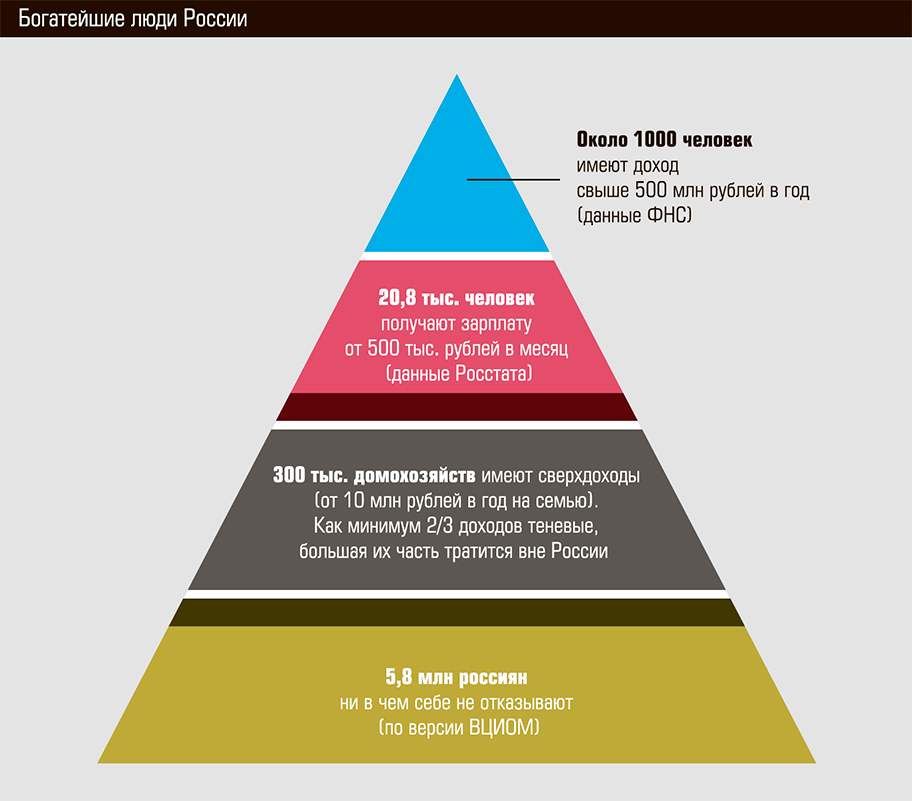 Богатейшие люди России
Около 1000 человек
имеют доход
свыше 500 млн рублей в год
(данные ФНС)
20,8 тыс. человек
получают зарплату
от 500 тыс. рублей в месяц
(данные Росстата)
300 тыс. домохозяйств имеют сверхдоходы
(от 10 млн рублей в год на семью).
Как минимум 2/3 доходов теневые,
большая их часть тратится вне России
5,8 млн россиян
ни в чем себе не отказывают
(по версии ВЦИОМ)